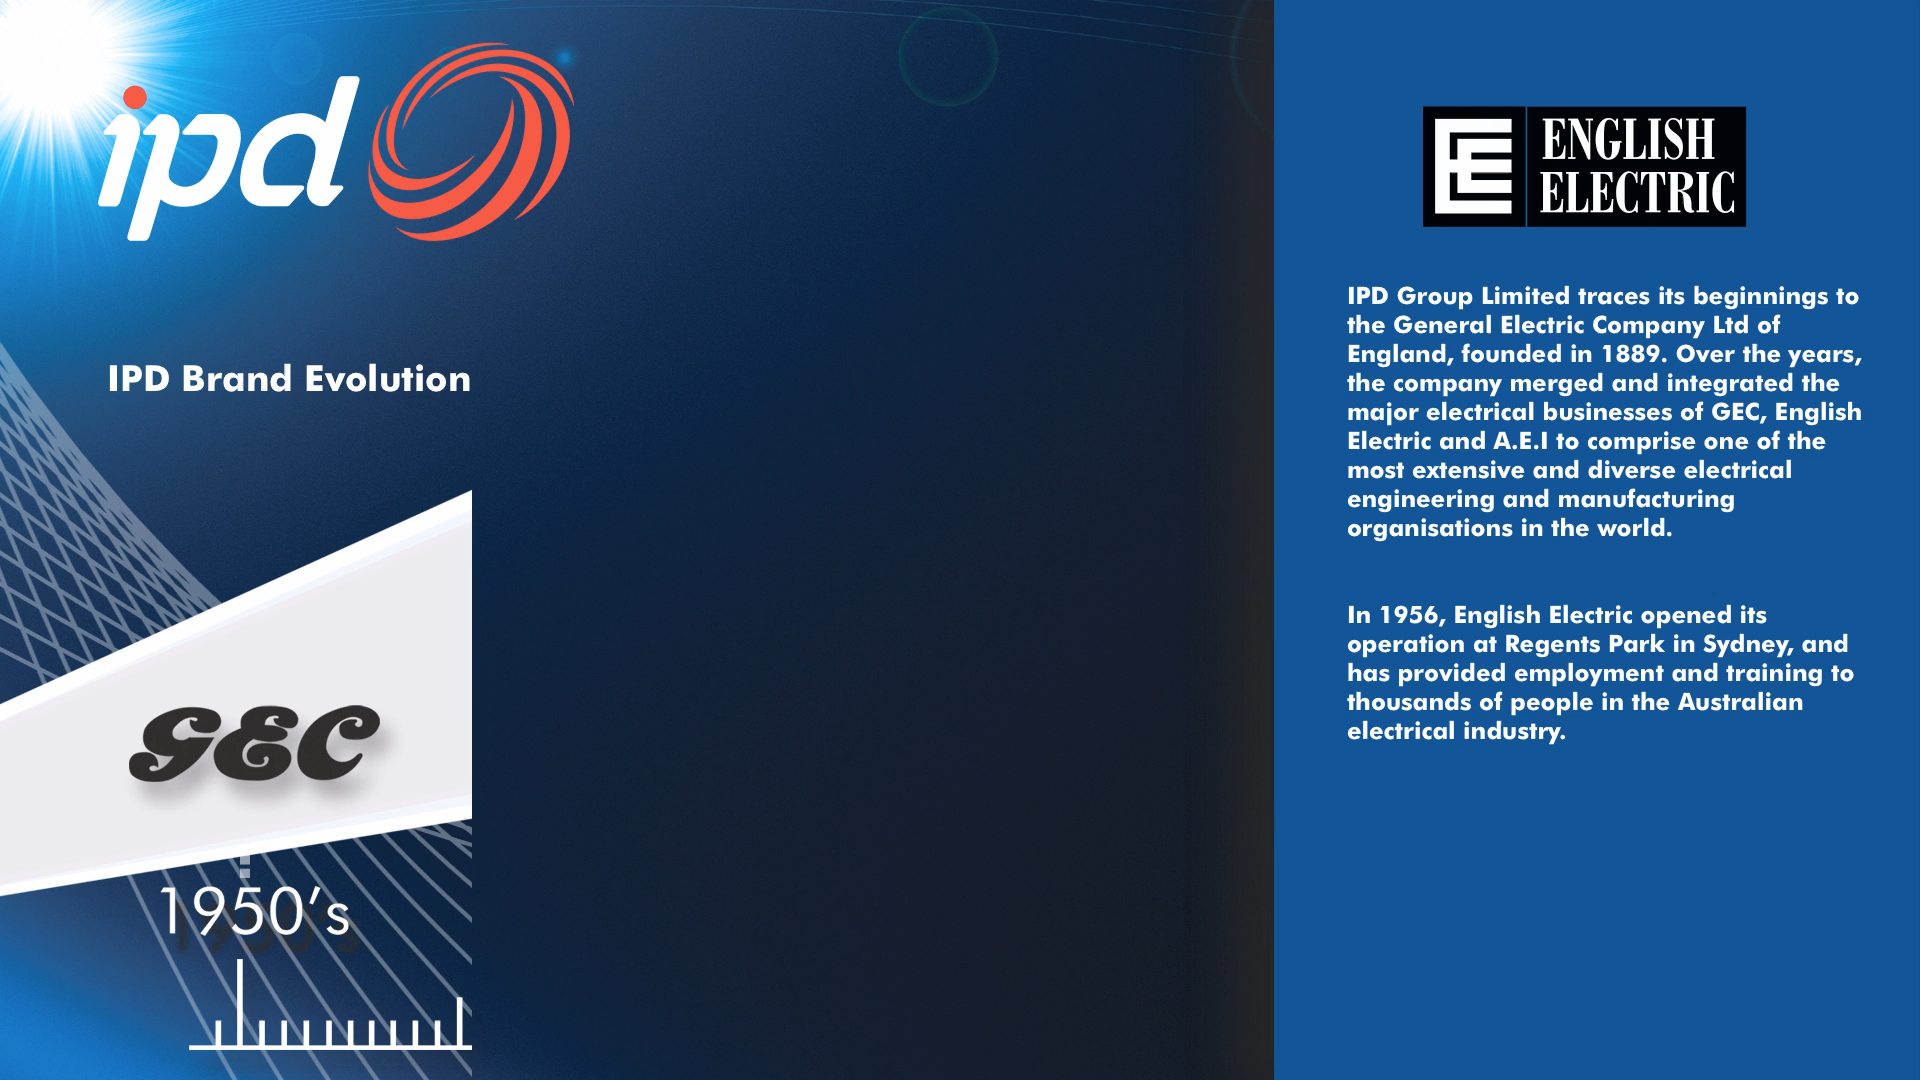 ipd
IPD Brand Evolution
GEC
1950's
ENGLISH
ELECTRIC
IPD Group Limited traces its beginnings to
the General Electric Company Ltd of
England, founded in 1889. Over the years,
the company merged and integrated the
major electrical businesses of GEC, English
Electric and A.E.I to comprise one of the
most extensive and diverse electrical
engineering and manufacturing
organisations in the world.
In 1956, English Electric opened its
operation at Regents Park in Sydney, and
has provided employment and training to
thousands of people in the Australian
electrical industry.